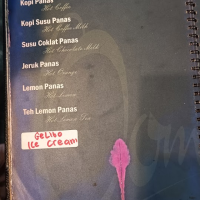 Kopi Panas
Hot Coffee
Kopi Susu Panas
Hot Coffee Milk
Susu Coklat Panas
Hot Chocolate Milk
Jeruk Panas
Hot Orange
Lemon Panas
Hot Lemon
Teh Lemon Panas
Hot Lemon Tea
GELITO
ICE CREAM